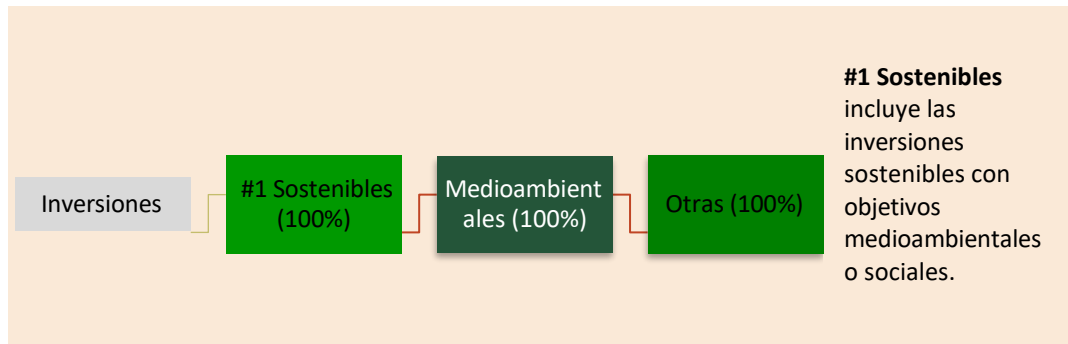 Inversiones
#1 Sostenibles
(100%)
Medioambient
ales (100%)
Otras (100%)
#1 Sostenibles
incluye las
inversiones
sostenibles con
objetivos
medioambientales
o sociales.